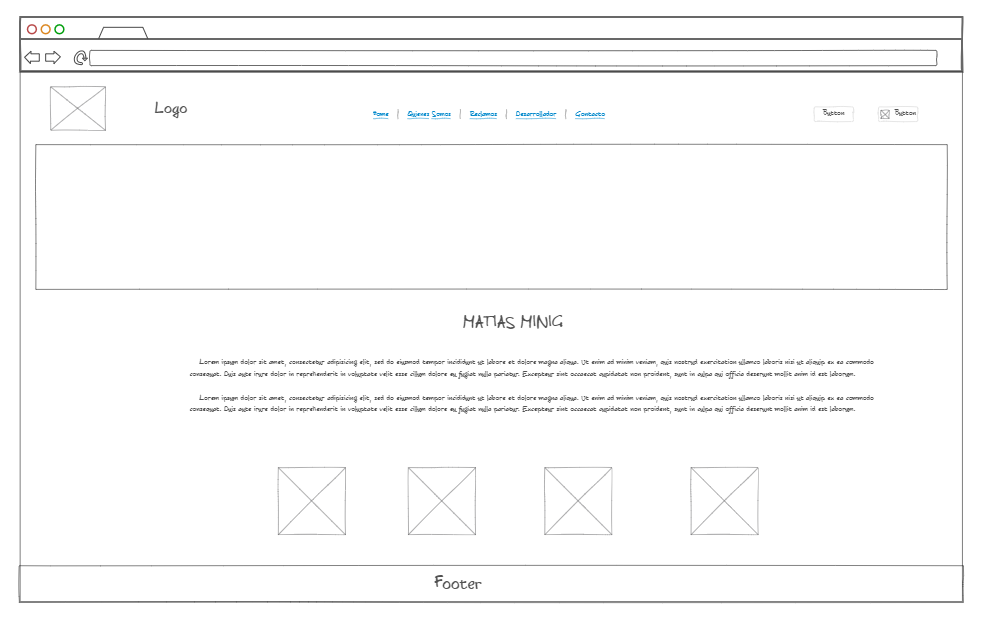 Logo
Home | Quienes Somos | Reclamos | Desarrollador | Contacto
Button
Button
MATIAS MINIG
Lorem ipsum dolor sit amet, consectetur adipisicing elit, sed do eiusmod tempor incididunt ut labore et dolore magna aliqua. Ut enim ad minim veniam, quis nostrud exercitation ullamco laboris nisi ut aliquip ex ea commodo
consequat. Duis aute irure dolor in reprehenderit in voluptate velit esse cillum dolore eu fugiat nulla pariatur. Excepteur sint occaecat cupidatat non proident, sunt in culpa qui officia deserunt mollit anim id est laborum.
Lorem ipsum dolor sit amet, consectetur adipisicing elit, sed do eiusmod tempor incididunt ut labore et dolore magna aliqua. Ut enim ad minim veniam, quis nostrud exercitation ullamco laboris nisi ut aliquip ex ea commodo
consequat. Duis aute irure dolor in reprehenderit in voluptate velit esse cillum dolore eu fugiat nulla pariatur. Excepteur sint occaecat cupidatat non proident, sunt in culpa qui officia deserunt mollit anim id est laborum.
Footer